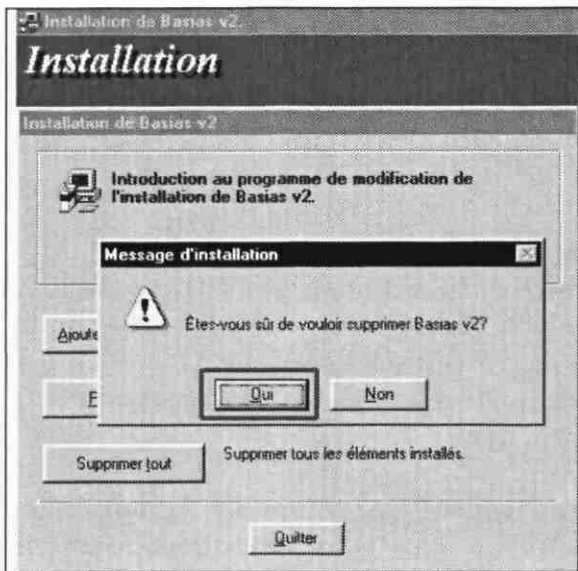 Installation de Basias v2.
Installation
Installation de Basias v2
Introduction au programme de modification de
l'installation de Basias v2.
Message d'installation
Êtes-vous sûr de vouloir supprimer Basias v2?
Oui
Non
Supprimer tout
Supprimer tous les éléments installés.
Quitter